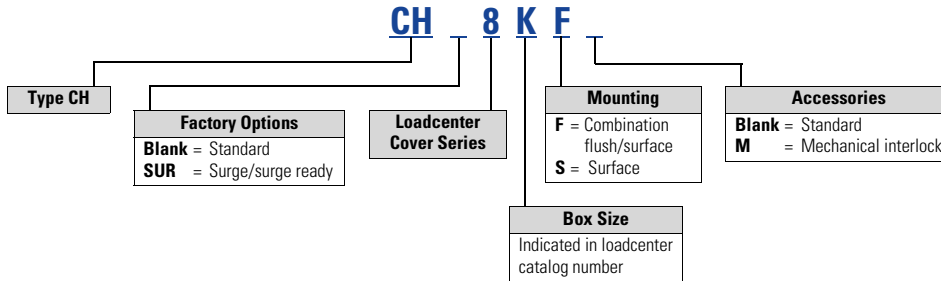 CH _ 8 K F _
Type CH
Factory Options
Blank = Standard
SUR = Surge/surge ready
Loadcenter
Cover Series
Mounting
F = Combination
flush/surface
S = Surface
Accessories
Blank = Standard
M = Mechanical interlock
Box Size
Indicated in loadcenter
catalog number